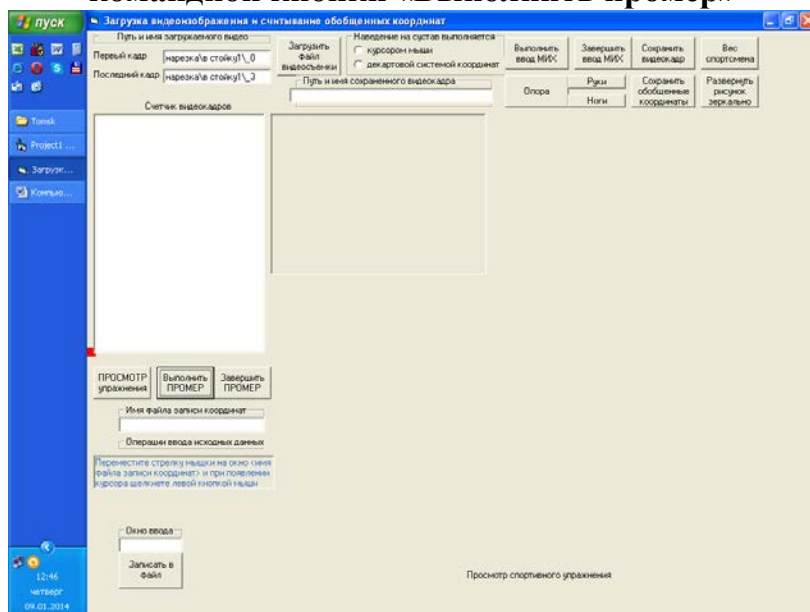 командной кнопки «Выполнить промер»
пуск
Загрузка видеоизображения и считывание обобщенных координат
Путь и имя загружаемого видео
Первый кадр
нарезка\в стойку1\_0
Последний кадр
нарезка\в стойку1\_3
Загрузить файл видеосъемки
Наведение на сустав выполняется
курсором мыши
декартовой системой координат
Выполнить ввод МИХ
Завершить ввод МИХ
Сохранить видеокадр
Вес спортсмена
Путь и имя сохраненного видеокадра
Опора
Руки
Ноги
Сохранить обобщенные координаты
Развернуть рисунок зеркально
Счетчик видеокадров
Tomsk
Project1 ...
Загрузк...
Компью...
ПРОСМОТР упражнения
Выполнить ПРОМЕР
Завершить ПРОМЕР
Имя файла записи координат
Операции ввода исходных данных
Переместите стрелку мышки на окно <имя
файла записи координат> и при появлении
курсора щелкнете левой кнопкой мыши
Окно ввода
Записать в файл
Просмотр спортивного упражнения
12:46
четверг
09.01.2014